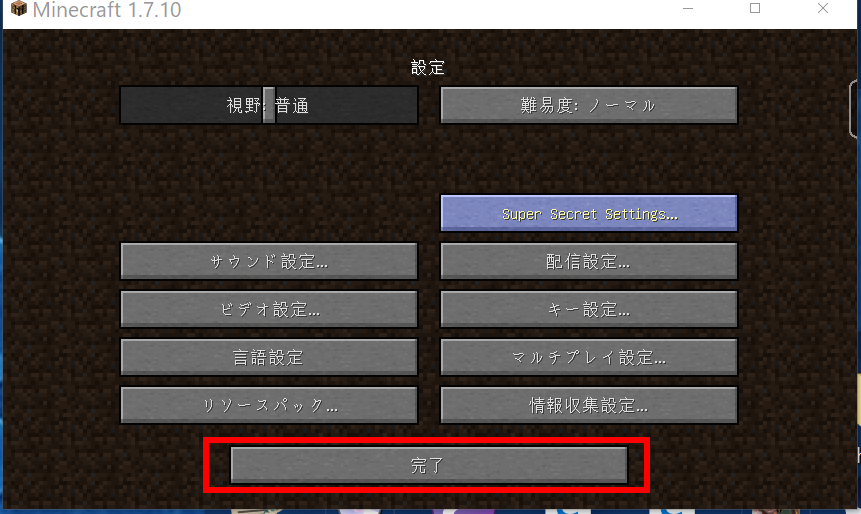 Minecraft 1.7.10
設定
視野: 普通
難易度: ノーマル
Super Secret Settings...
サウンド設定...
配信設定...
ビデオ設定...
キー設定...
言語設定
マルチプレイ設定...
リソースパック...
情報収集設定...
完了